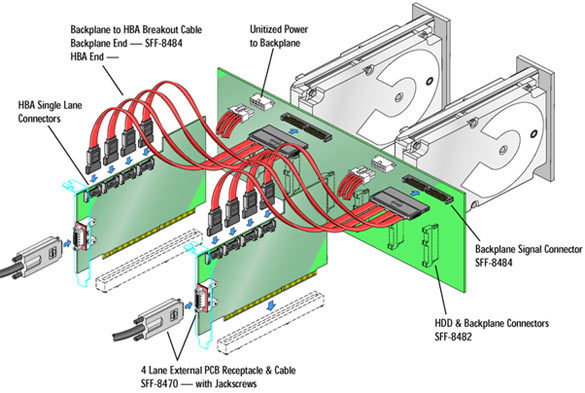 Backplane to HBA Breakout Cable
Backplane End — SFF-8484
HBA End —
Unitized Power
to Backplane
HBA Single Lane
Connectors
Backplane Signal Connector
SFF-8484
HDD & Backplane Connectors
SFF-8482
4 Lane External PCB Receptacle & Cable
SFF-8470 — with Jackscrews